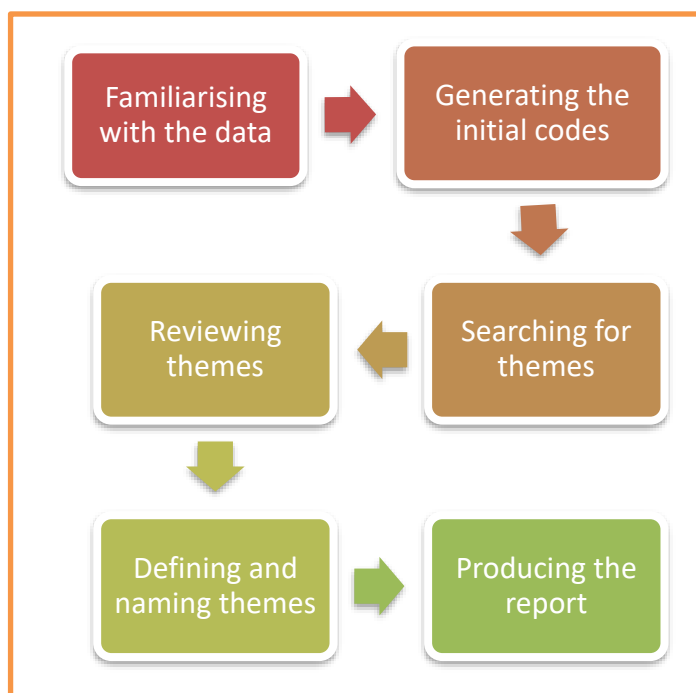 Familiarising
with the data
Generating the
initial codes
Searching for
themes
Reviewing
themes
Defining and
naming themes
Producing the
report